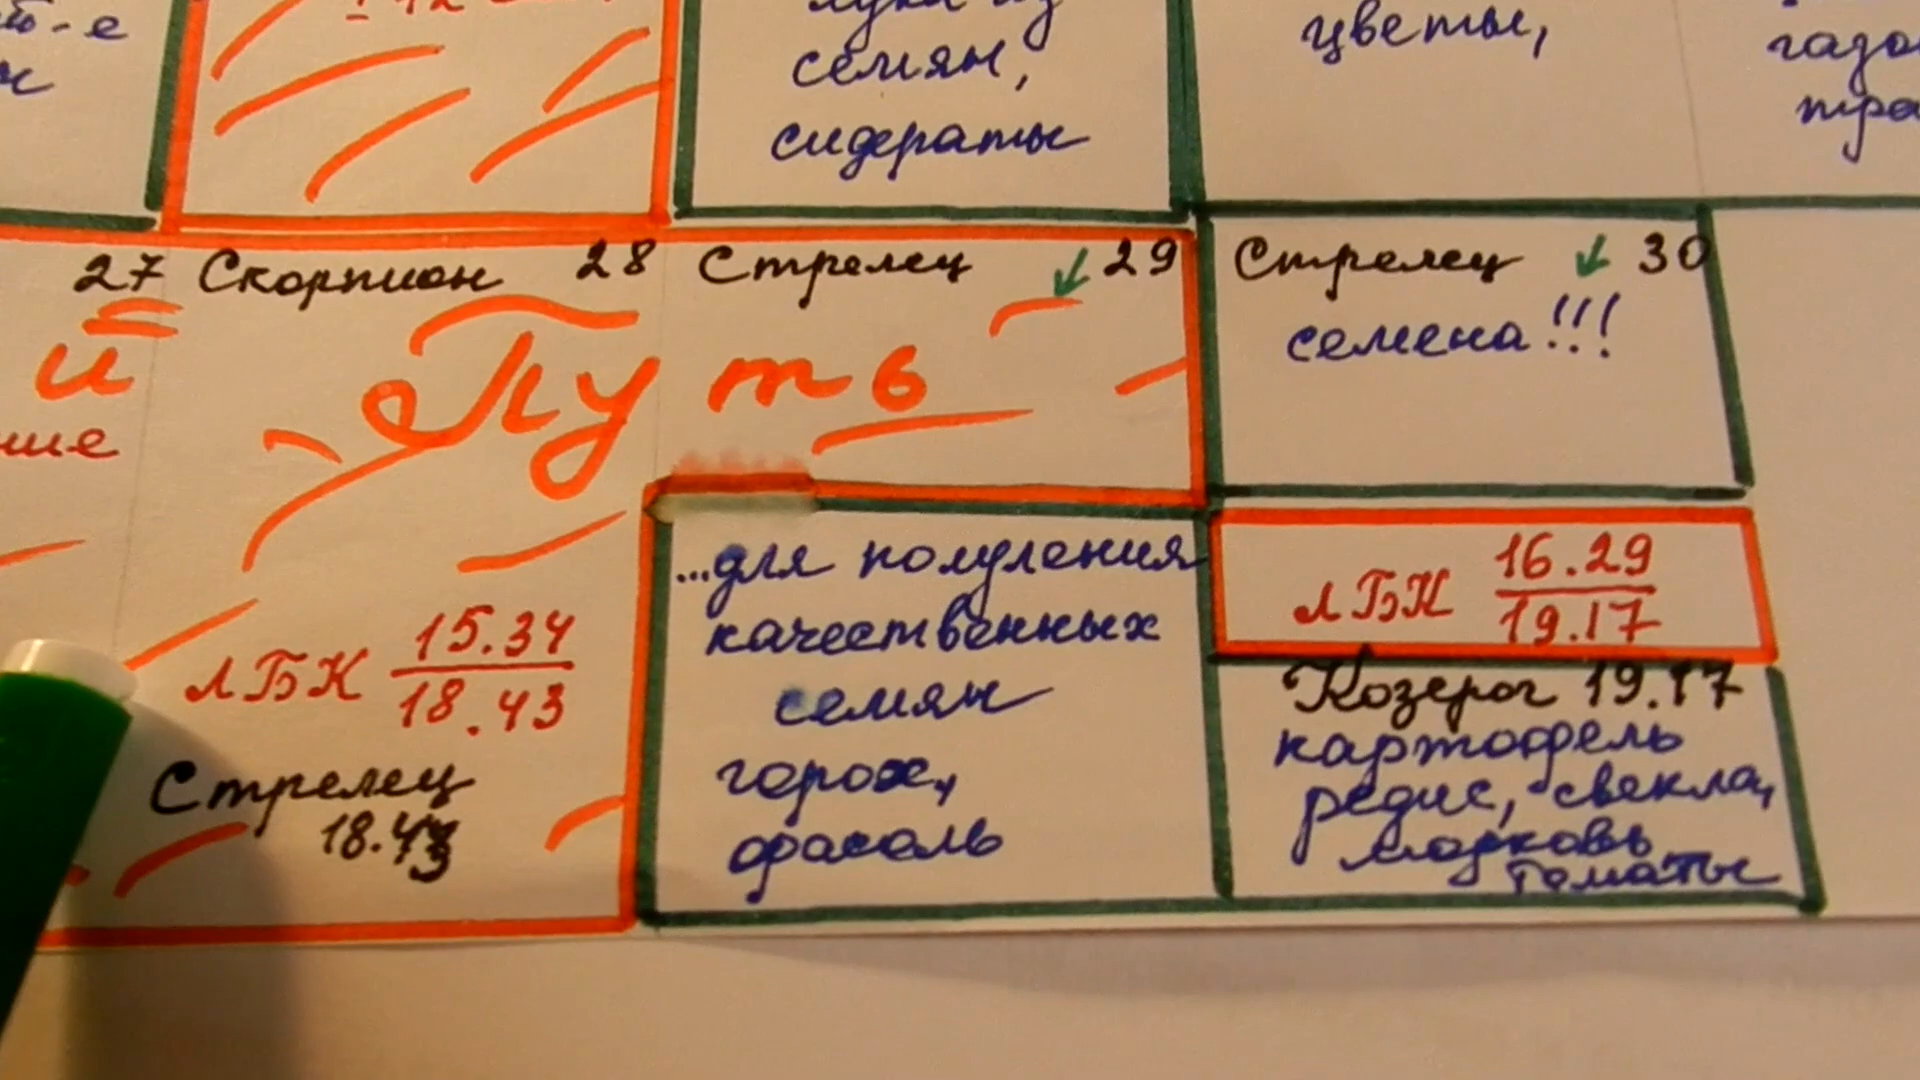 семян,
сидераты
цветы,
27
Скорпион 28
Стрелец 29
Стрелец 30
семена!!!
й Путь
ЛБК 15.34
18.43
Стрелец
18.43
...для получения
качественных
семян
горох,
фасоль
ЛБК 16.29
19.17
Козерог 19.17
картофель
редис, свекла,
морковь
томаты